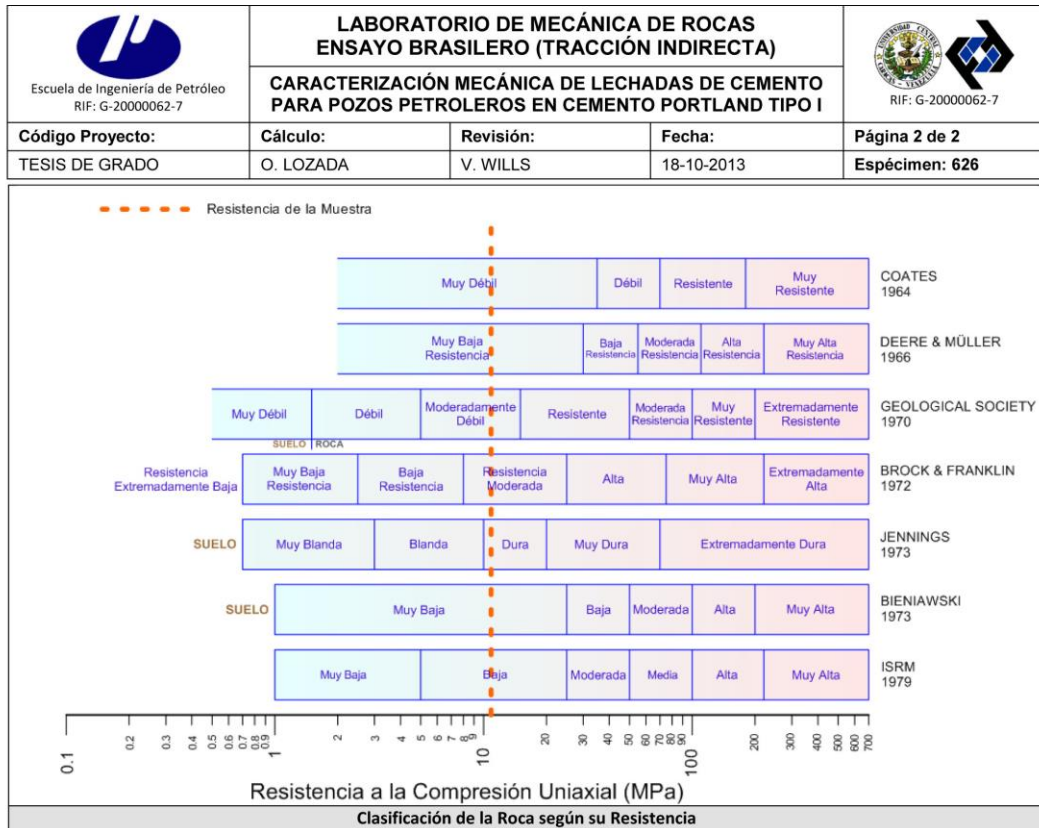 LABORATORIO DE MECÁNICA DE ROCAS
ENSAYO BRASILERO (TRACCIÓN INDIRECTA)
CARACTERIZACIÓN MECÁNICA DE LECHADAS DE CEMENTO
PARA POZOS PETROLEROS EN CEMENTO PORTLAND TIPO I
Escuela de Ingeniería de Petróleo
RIF: G-20000062-7
RIF: G-20000062-7
Código Proyecto: Cálculo: Revisión: Fecha: Página 2 de 2
TESIS DE GRADO O. LOZADA V. WILLS 18-10-2013 Espécimen: 626
Resistencia de la Muestra
Muy Débil Débil Resistente Muy
Resistente
COATES
1964
Muy Baja
Resistencia
Baja
Resistencia
Moderada
Resistencia
Alta
Resistencia
Muy Alta
Resistencia
DEERE & MÜLLER
1966
Muy Débil Débil Moderadamente
Débil
Resistente
Moderada
Resistencia
Muy
Resistente
Extremadamente
Resistente
GEOLOGICAL SOCIETY
1970
SUELO ROCA
Resistencia
Extremadamente Baja
Muy Baja
Resistencia
Baja
Resistencia
Resistencia
Moderada
Alta Muy Alta Extremadamente
Alta
BROCK & FRANKLIN
1972
SUELO Muy Blanda Blanda Dura Muy Dura Extremadamente Dura
JENNINGS
1973
SUELO Muy Baja Baja Moderada Alta Muy Alta
BIENIAWSKI
1973
Muy Baja Baja Moderada Media Alta Muy Alta
ISRM
1979
0.1 0.2 0.3 0.4 0.5 0.6 0.7 0.8 0.9 1 2 3 4 5 6 7 8 9 10 20 30 40 50 60 70 80 90 100 200 300 400 500 600 700
Resistencia a la Compresión Uniaxial (MPa)
Clasificación de la Roca según su Resistencia